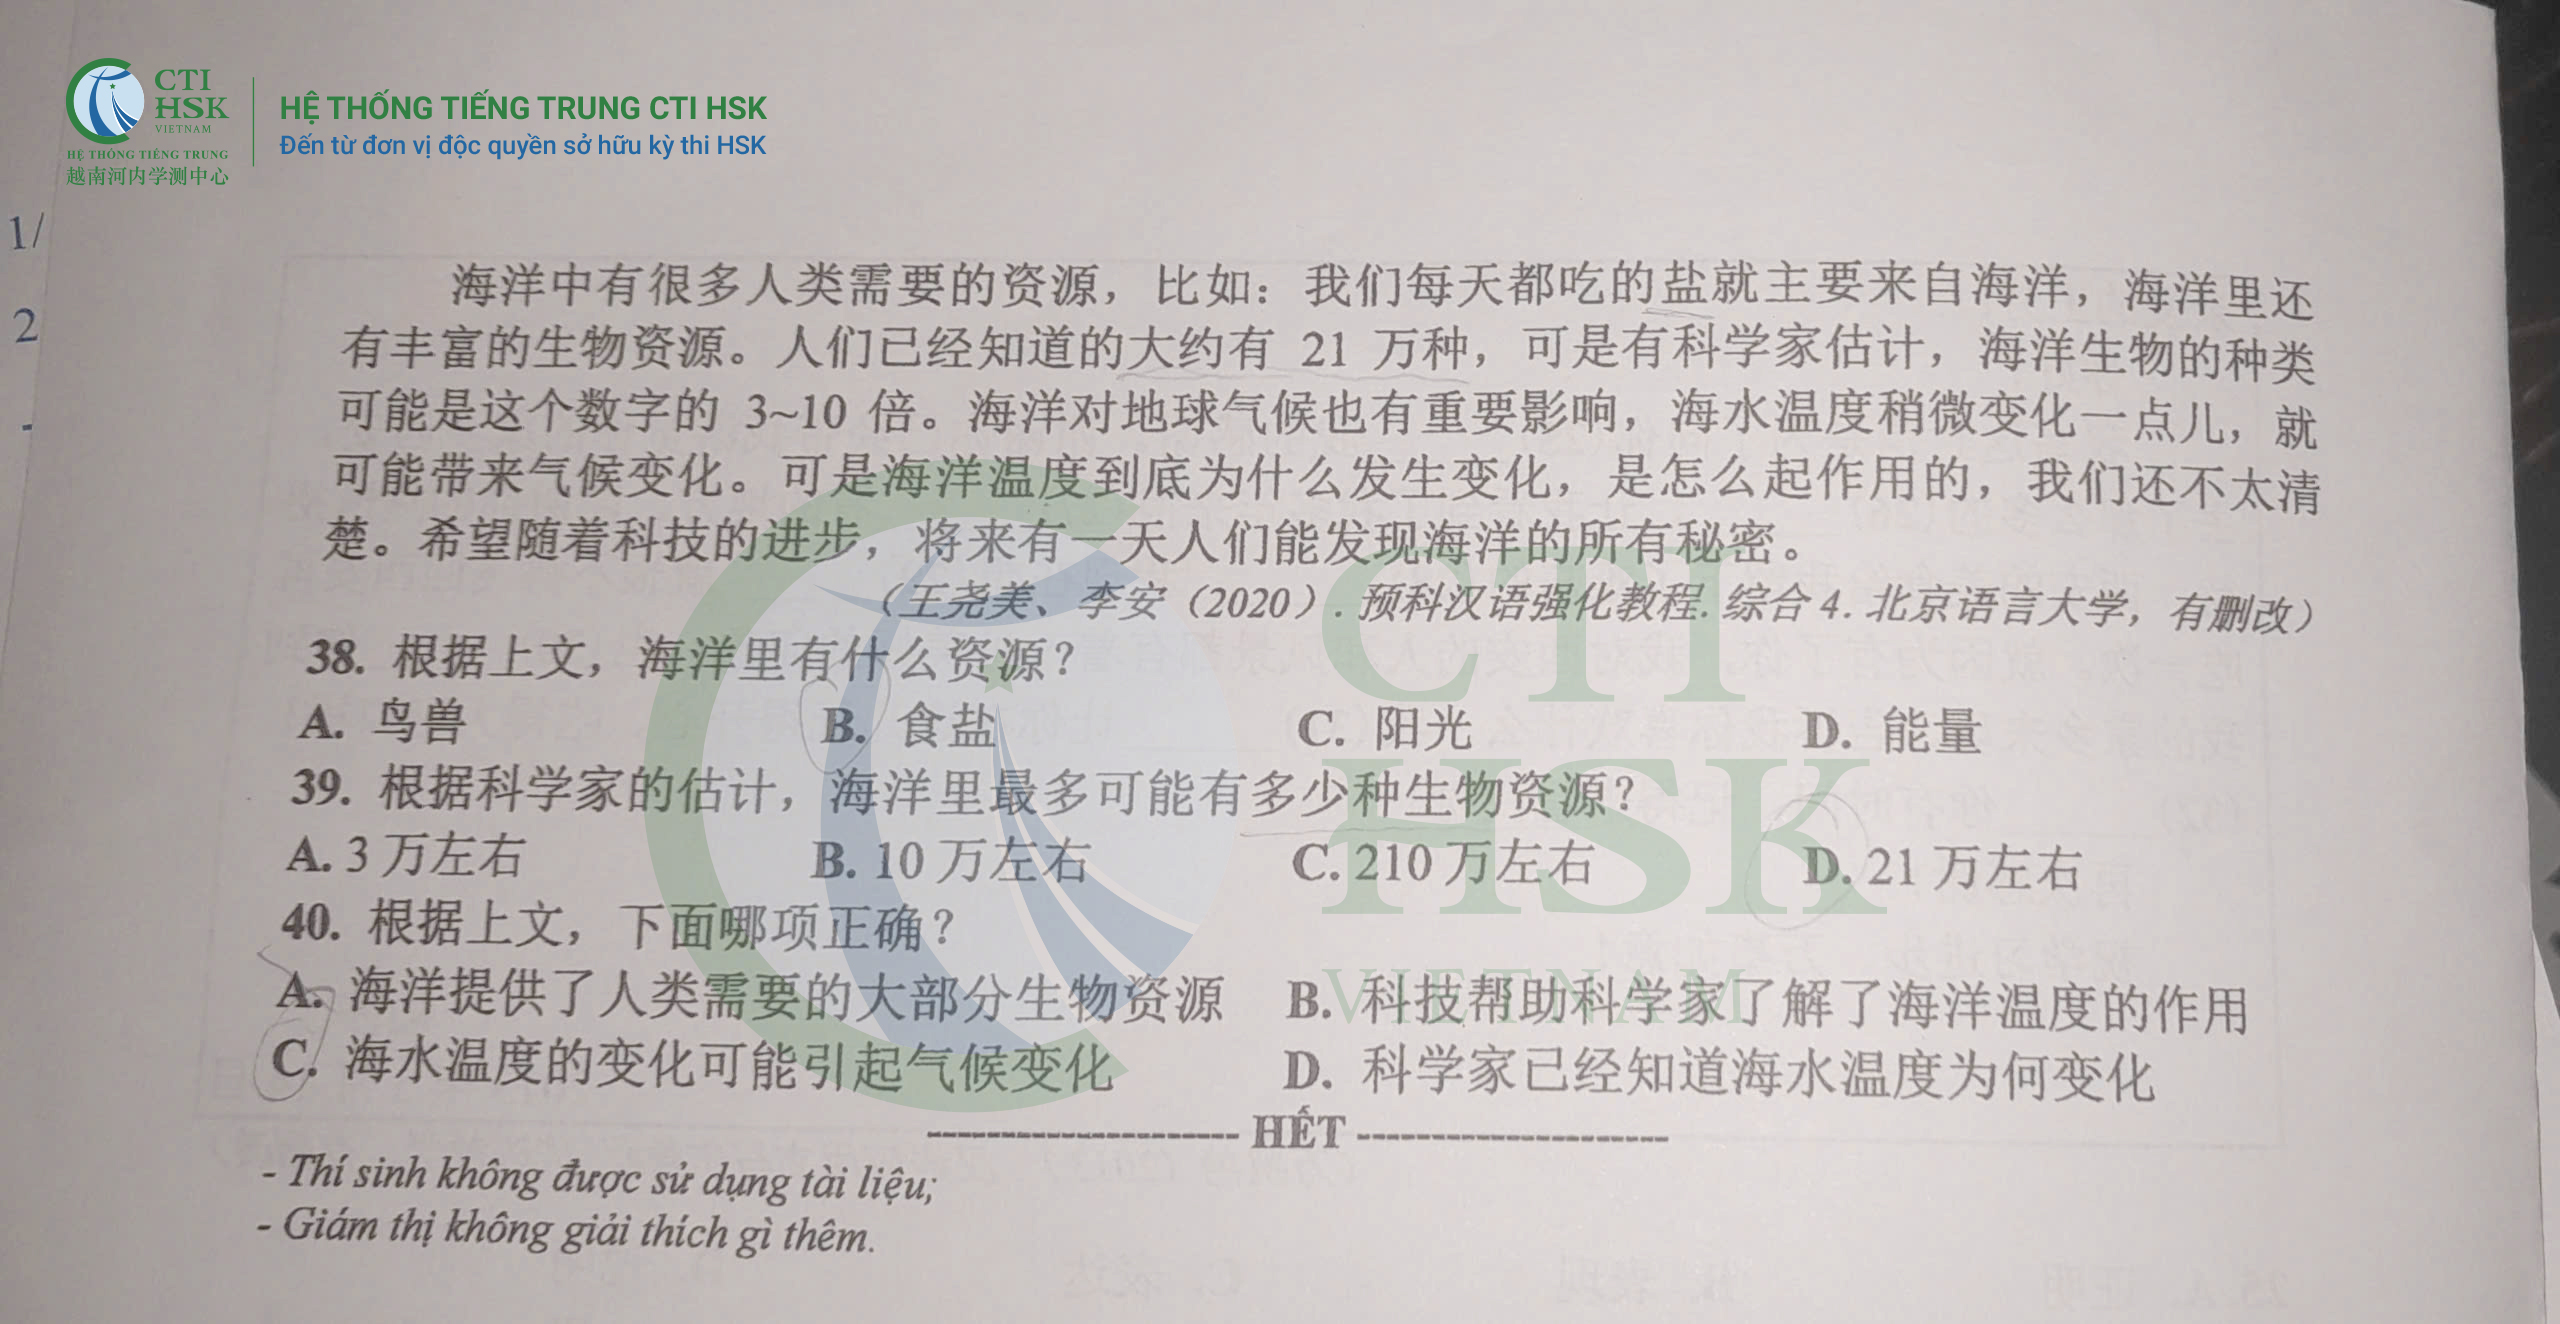 CTI
HSK
VIETNAM
HỆ THỐNG TIẾNG TRUNG
越南河内学测中心
HỆ THỐNG TIẾNG TRUNG CTI HSK
Đến từ đơn vị độc quyền sở hữu kỳ thi HSK
1/
2
-
海洋中有很多人类需要的资源，比如：我们每天都吃的盐就主要来自海洋，海洋里还
有丰富的生物资源。人们已经知道的大约有 21 万种，可是有科学家估计，海洋生物的种类
可能是这个数字的 3~10 倍。海洋对地球气候也有重要影响，海水温度稍微变化一点儿，就
可能带来气候变化。可是海洋温度到底为什么发生变化，是怎么起作用的，我们还不太清
楚。希望随着科技的进步，将来有一天人们能发现海洋的所有秘密。
（王尧美、李安（2020）. 预科汉语强化教程. 综合 4. 北京语言大学，有删改）
38. 根据上文，海洋里有什么资源？
A. 鸟兽 B. 食盐 C. 阳光 D. 能量
39. 根据科学家的估计，海洋里最多可能有多少种生物资源？
A. 3 万左右 B. 10 万左右 C. 210 万左右 D. 21 万左右
40. 根据上文，下面哪项正确？
A. 海洋提供了人类需要的大部分生物资源 B. 科技帮助科学家了解了海洋温度的作用
C. 海水温度的变化可能引起气候变化 D. 科学家已经知道海水温度为何变化
--------------------- HẾT ---------------------
- Thí sinh không được sử dụng tài liệu;
- Giám thị không giải thích gì thêm.
CTI
HSK
VIETNAM